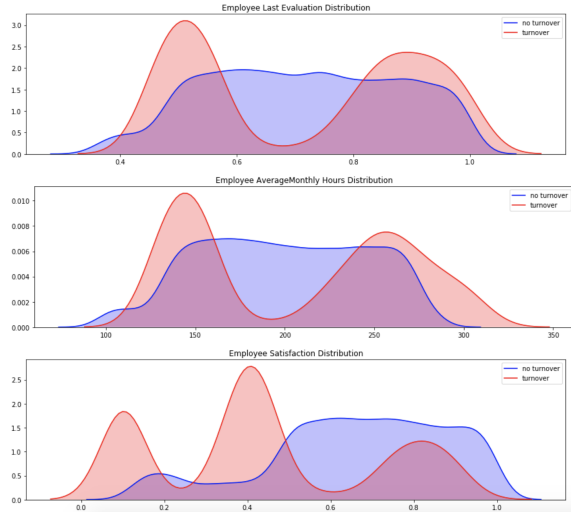 Employee Last Evaluation Distribution
no turnover
turnover
3.0
2.5
2.0
1.5
1.0
0.5
0.0
0.4 0.6 0.8 1.0
Employee AverageMonthly Hours Distribution
no turnover
turnover
0.010
0.008
0.006
0.004
0.002
0.000
100 150 200 250 300 350
Employee Satisfaction Distribution
no turnover
turnover
2.5
2.0
1.5
1.0
0.5
0.0
0.0 0.2 0.4 0.6 0.8 1.0